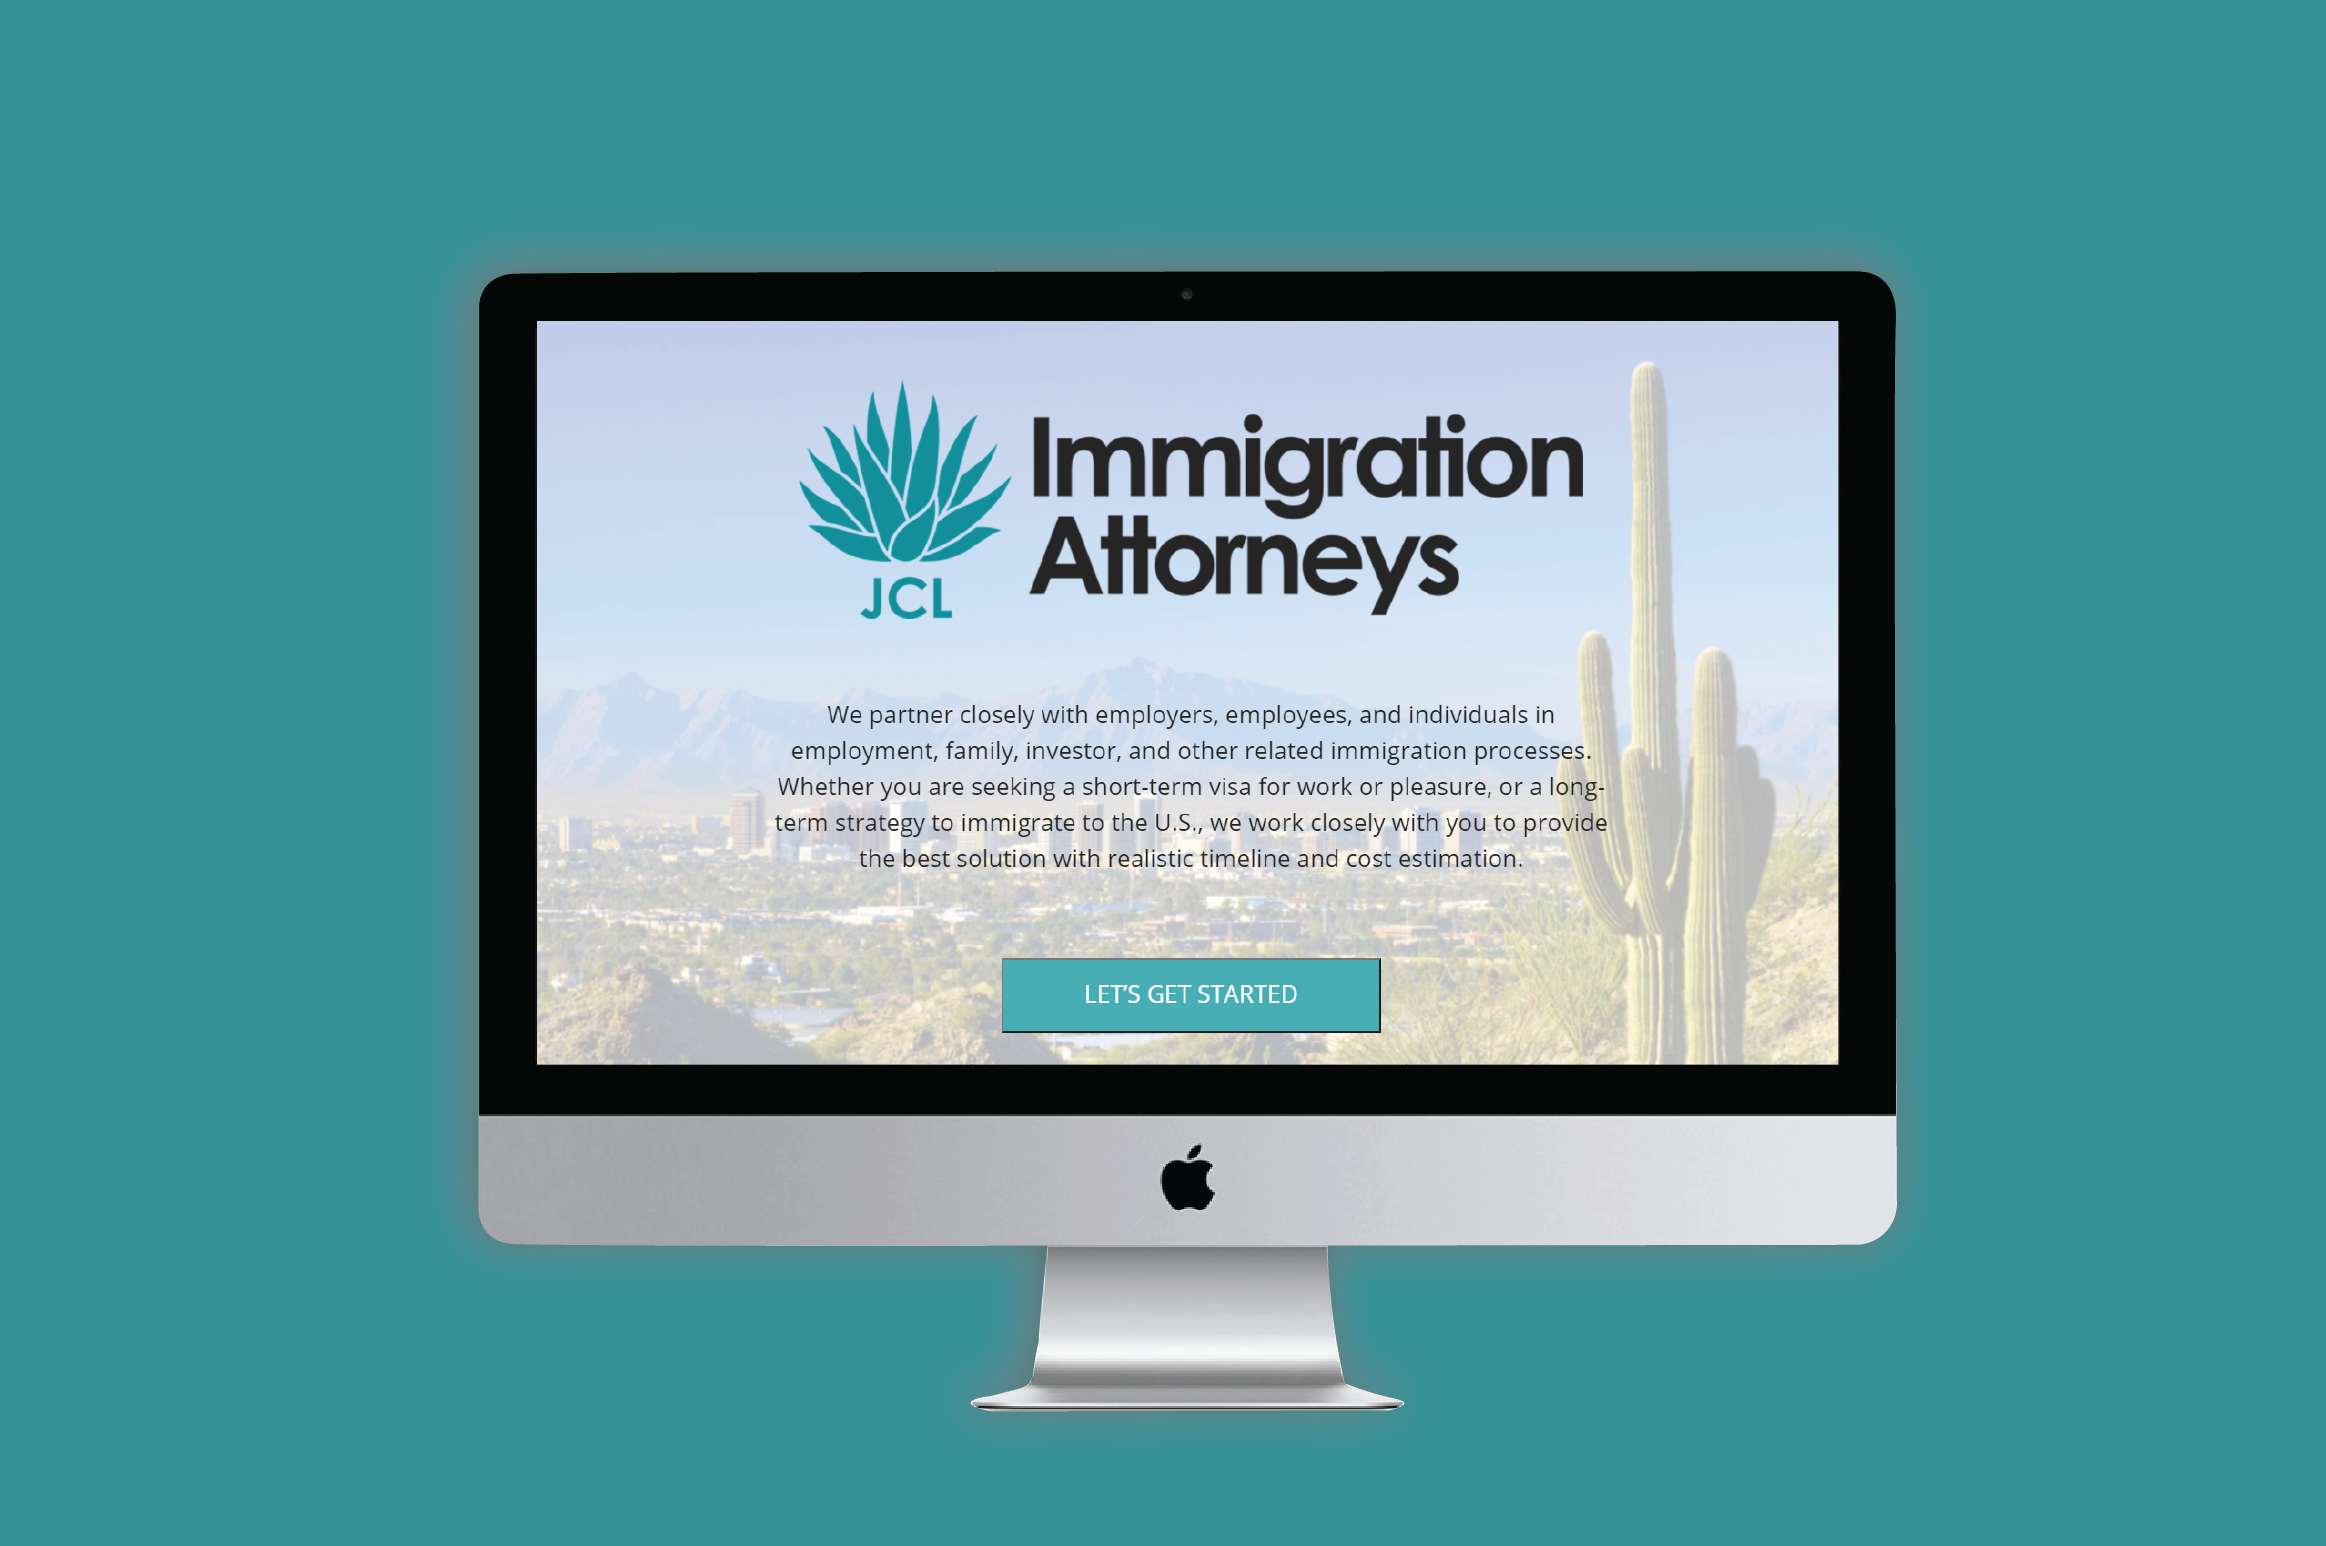 Immigration
Attorneys
JCL
We partner closely with employers, employees, and individuals in
employment, family, investor, and other related immigration processes.
Whether you are seeking a short-term visa for work or pleasure, or a long-
term strategy to immigrate to the U.S., we work closely with you to provide
the best solution with realistic timeline and cost estimation.
LET’S GET STARTED